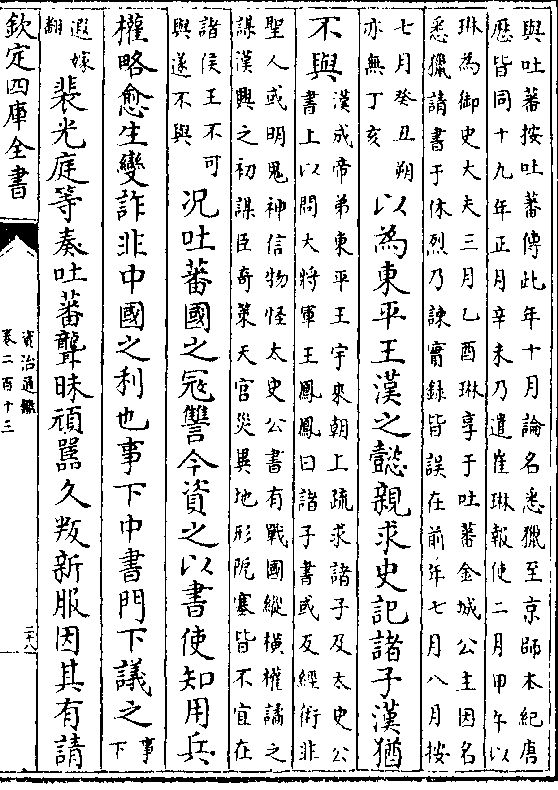 與吐蕃按吐蕃傳此年十月論名悉獵至京師本紀唐
厯皆同十九年正月辛未乃遣崔琳報使二月甲午以
琳為御史大夫三月乙酉琳享于吐蕃金城公主因名
悉獵請書于休烈乃諫實録皆誤在前年七月八月按
七月癸丑朔
亦無丁亥
以為東平王漢之懿親求史記諸子漢猶
不與
漢成帝弟東平王宇來朝上疏求諸子及太史公
書上以問大將軍王鳳鳳曰諸子書或反經術非
聖人或明鬼神信物怪太史公書有戰國縱横權譎之
謀漢興之初謀臣奇策天官災異地形阨塞皆不宜在
諸侯王不可
與遂不與
况吐蕃國之冦讐今資之以書使知用兵
權略愈生變詐非中國之利也事下中書門下議之
事
下
遐嫁
翻
裴光庭等奏吐蕃聾昧頑嚚久叛新服因其有請
欽定四庫全書
資治通鑑
卷二百十三
二十八